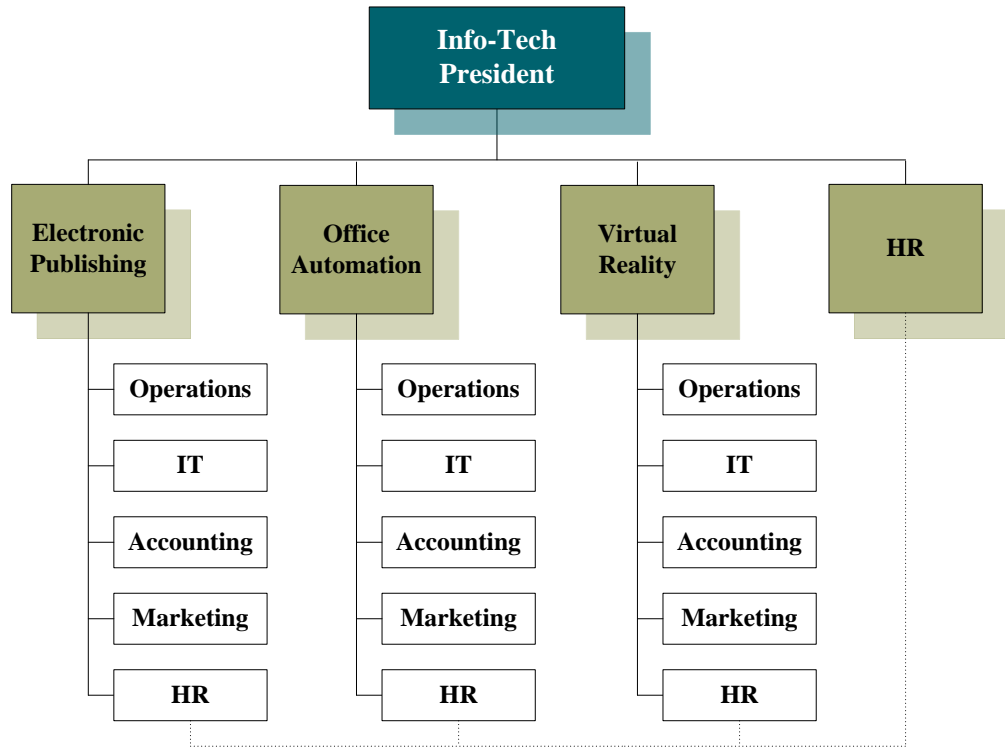 Info-Tech
President
Electronic
Publishing
Office
Automation
Virtual
Reality
HR
Operations
IT
Accounting
Marketing
HR
Operations
IT
Accounting
Marketing
HR
Operations
IT
Accounting
Marketing
HR